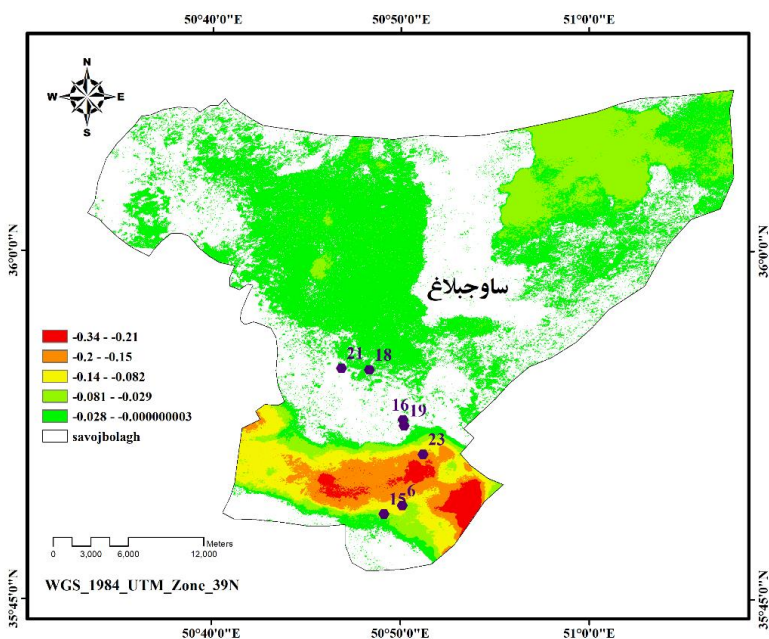 50°40'0"E 50°50'0"E 51°0'0"E
N
W E
S
36°0'0"N 36°0'0"N
ساوجبلاغ
-0.34 - -0.21
-0.2 - -0.15
-0.14 - -0.082
-0.081 - -0.029
-0.028 - -0.000000003
savojbolagh
21 18
16
19
23
15 6
0 3,000 6,000 12,000 Meters
WGS_1984_UTM_Zone_39N
35°45'0"N 35°45'0"N
50°40'0"E 50°50'0"E 51°0'0"E